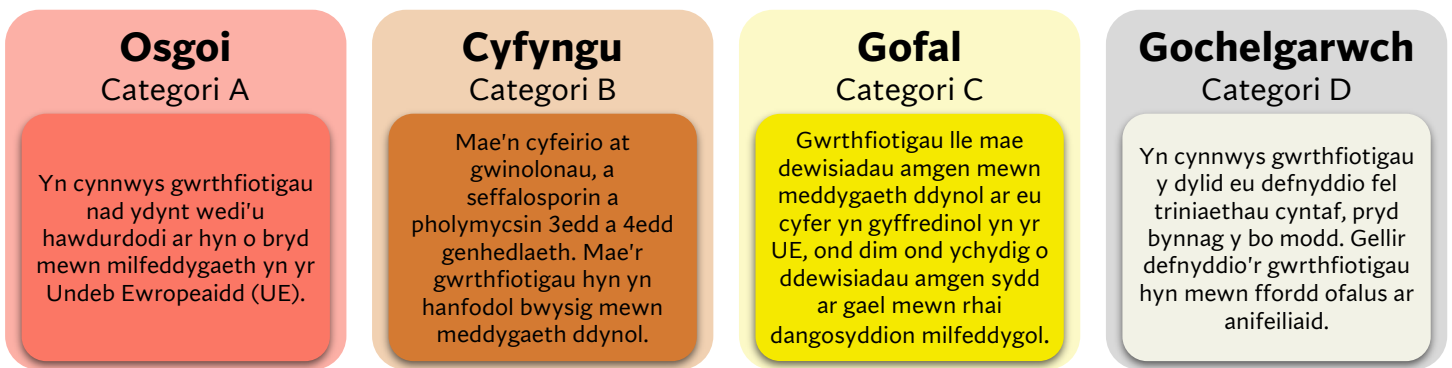 Osgoi
Categori A
Yn cynnwys gwrthfiotigau
nad ydynt wedi'u
hawdurdodi ar hyn o bryd
mewn milfeddygaeth yn yr
Undeb Ewropeaidd (UE).
Cyfyngu
Categori B
Mae'n cyfeirio at
gwinolonau, a
seffalosporin a
pholymycsin 3edd a 4edd
genhedlaeth. Mae'r
gwrthfiotigau hyn yn
hanfodol bwysig mewn
meddygaeth ddynol.
Gofal
Categori C
Gwrthfiotigau lle mae
dewisiadau amgen mewn
meddygaeth ddynol ar eu
cyfer yn gyffredinol yn yr
UE, ond dim ond ychydig o
ddewisiadau amgen sydd
ar gael mewn rhai
dangosyddion milfeddygol.
Gochelgarwch
Categori D
Yn cynnwys gwrthfiotigau
y dylid eu defnyddio fel
triniaethau cyntaf, pryd
bynnag y bo modd. Gellir
defnyddio'r gwrthfiotigau
hyn mewn ffordd ofalus ar
anifeiliaid.